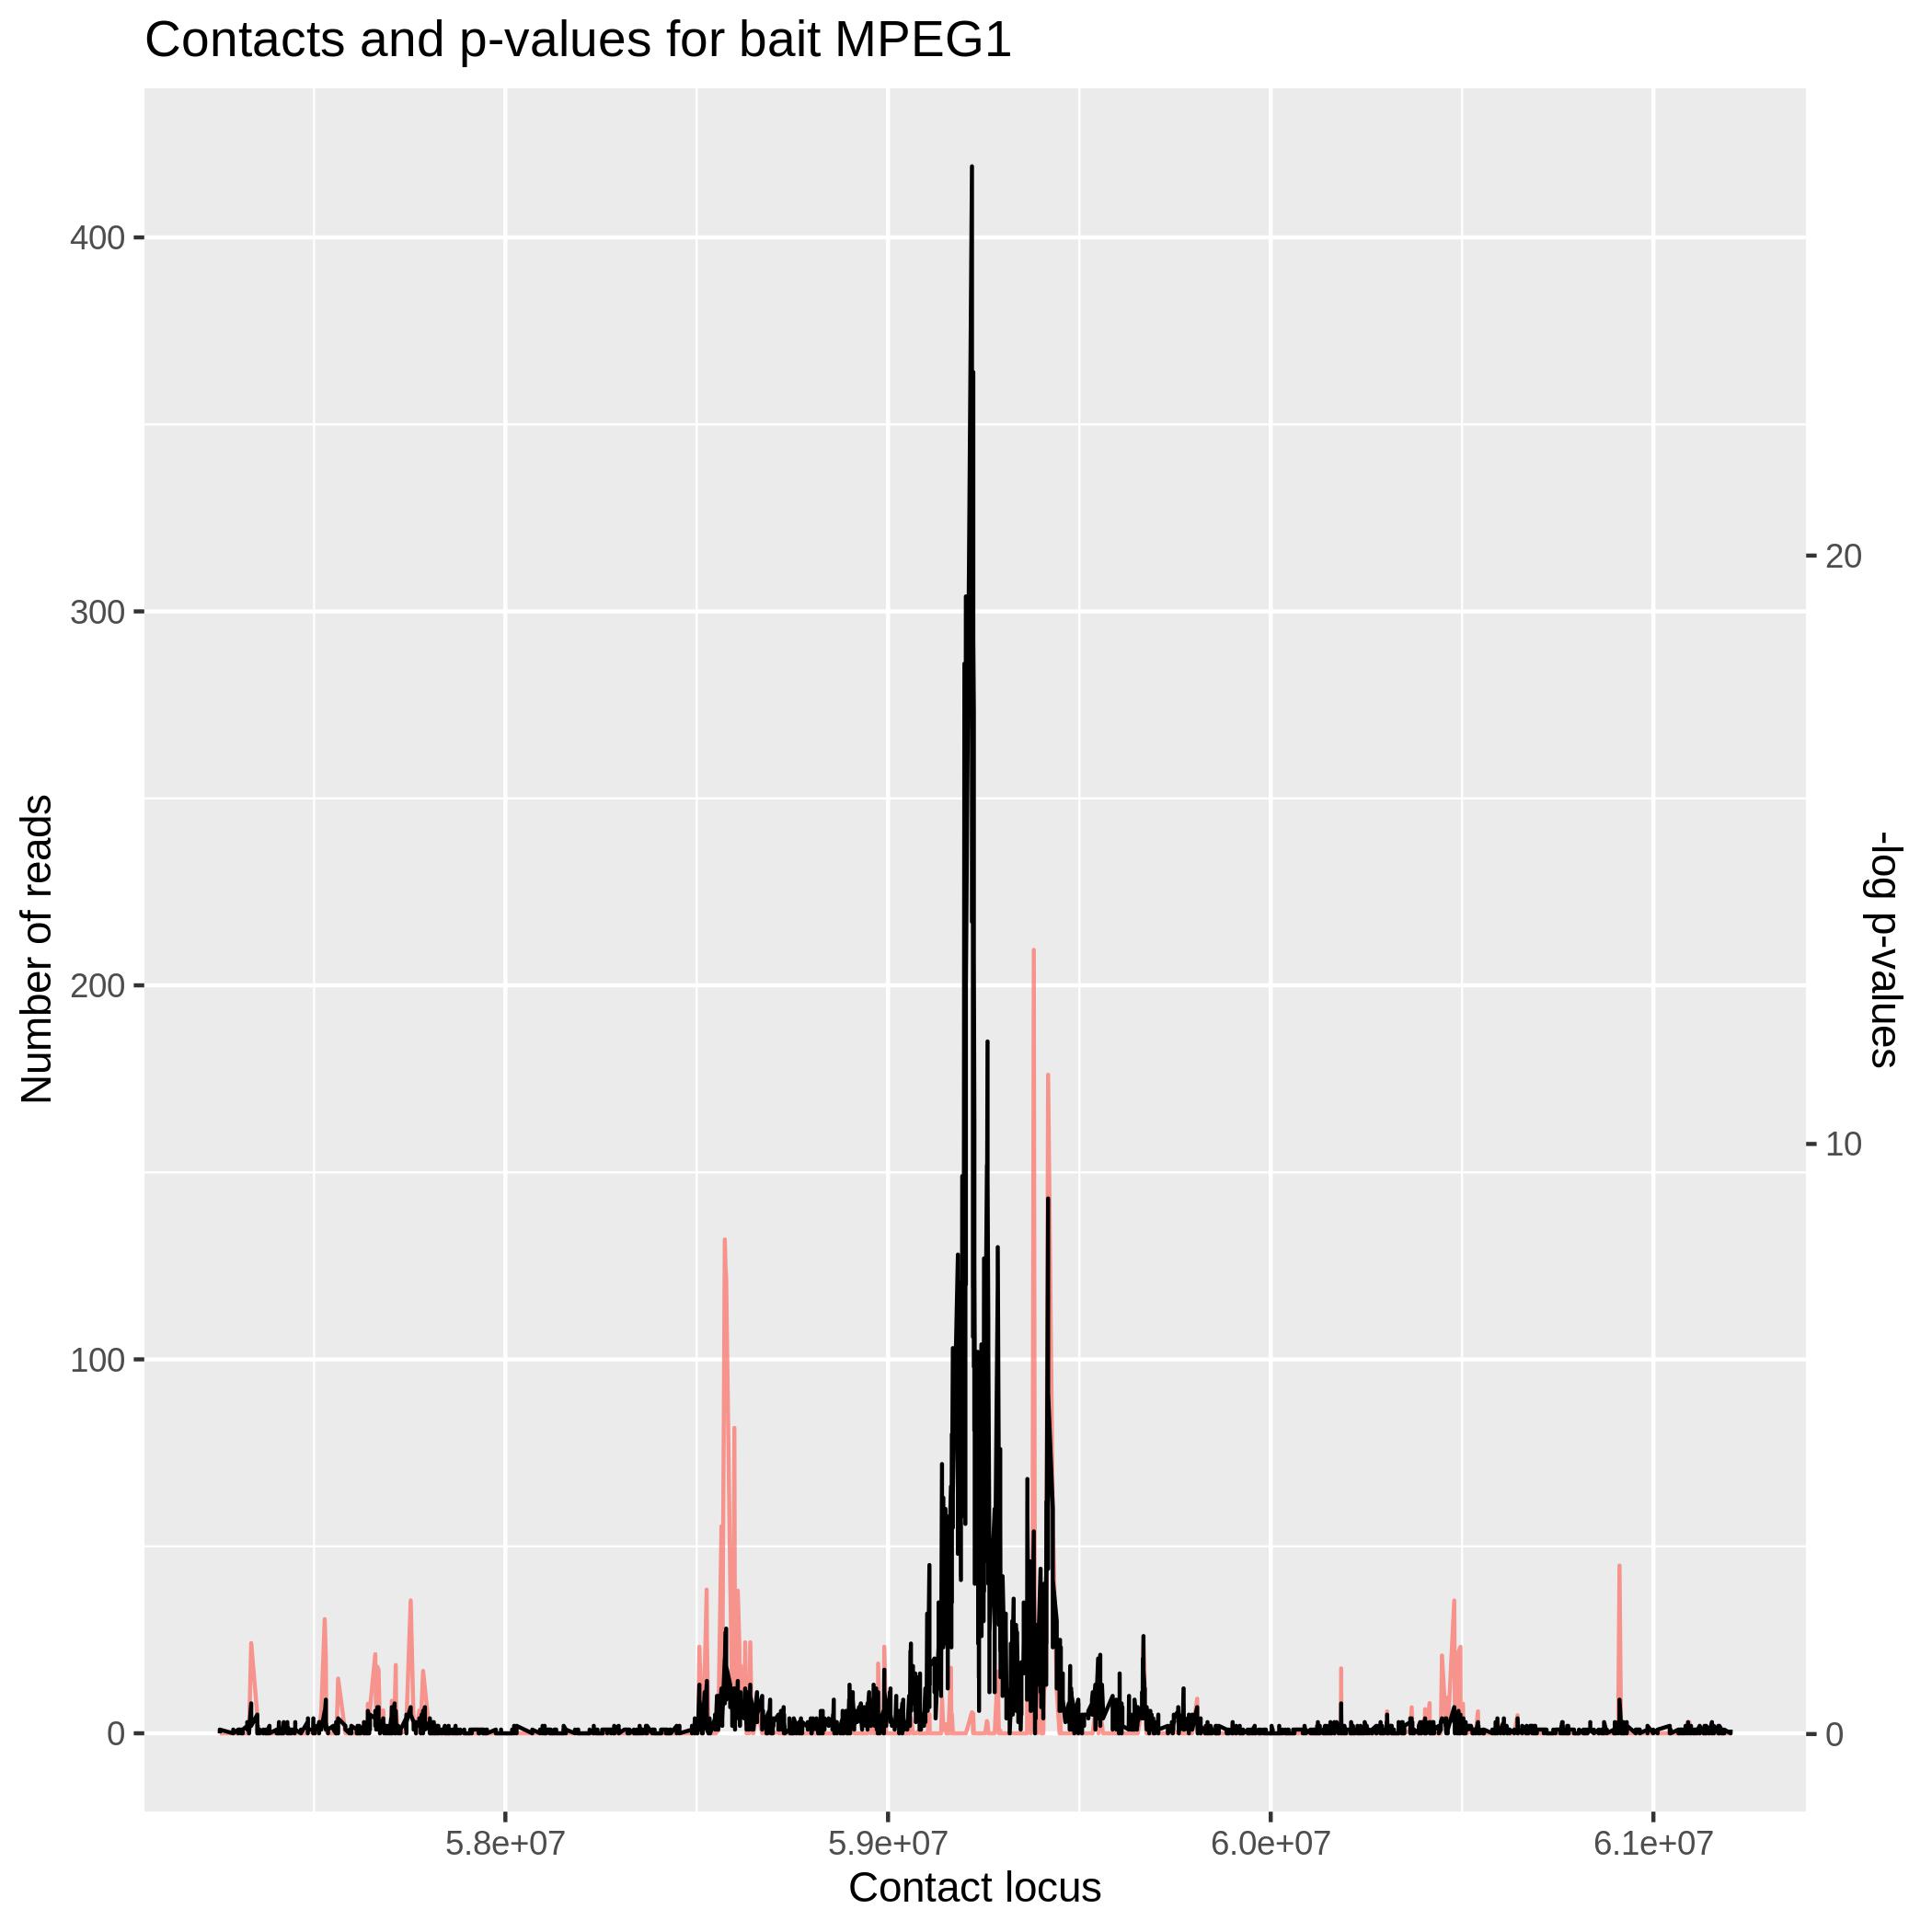 Contacts and p-values for bait MPEG1
400
300
200
100
0
Number of reads
20
10
0
-log p-values
5.8e+07
5.9e+07
6.0e+07
6.1e+07
Contact locus